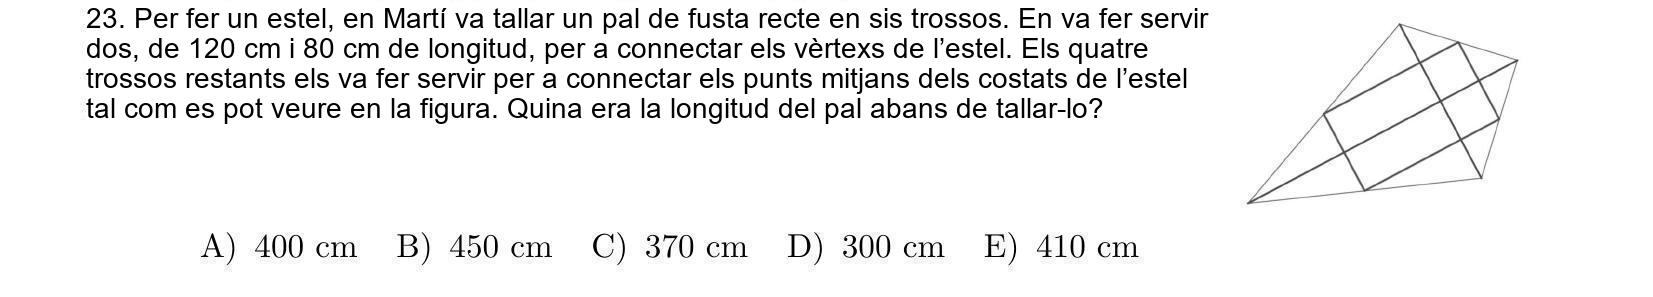 23. Per fer un estel, en Martí va tallar un pal de fusta recte en sis trossos. En va fer servir
dos, de 120 cm i 80 cm de longitud, per a connectar els vèrtexs de l’estel. Els quatre
trossos restants els va fer servir per a connectar els punts mitjans dels costats de l’estel
tal com es pot veure en la figura. Quina era la longitud del pal abans de tallar-lo?
A) 400 cm B) 450 cm C) 370 cm D) 300 cm E) 410 cm